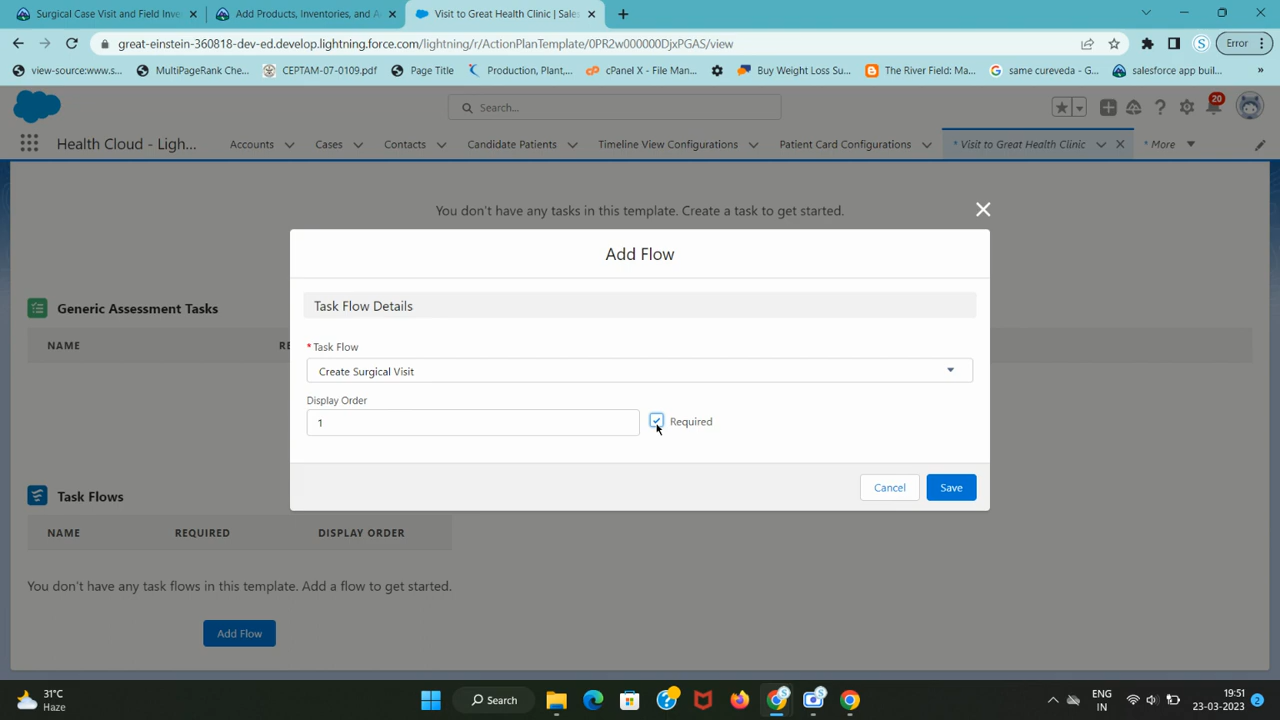 Surgical Case Visit and Field Inve
Add Products, Inventories, and A
Visit to Great Health Clinic | Sales
great-einstein-360818-dev-ed.develop.lightning.force.com/lightning/r/ActionPlanTemplate/0PR2w000000DjxPGAS/view
Error
view-source:www.s...
MultiPageRank Che...
CEPTAM-07-0109.pdf
Page Title
Production, Plant,...
cPanel X - File Man...
Buy Weight Loss Su...
The River Field: Ma...
same cureveda - G...
salesforce app buil...
»
Search...
20
Health Cloud - Ligh...
Accounts
Cases
Contacts
Candidate Patients
Timeline View Configurations
Patient Card Configurations
* Visit to Great Health Clinic
* More
You don't have any tasks in this template. Create a task to get started.
Add Flow
Task Flow Details
Generic Assessment Tasks
NAME
RE
* Task Flow
Create Surgical Visit
Display Order
1
Required
Cancel
Save
Task Flows
NAME
REQUIRED
DISPLAY ORDER
You don't have any task flows in this template. Add a flow to get started.
Add Flow
31°C
Haze
Search
ENG
IN
19:51
23-03-2023